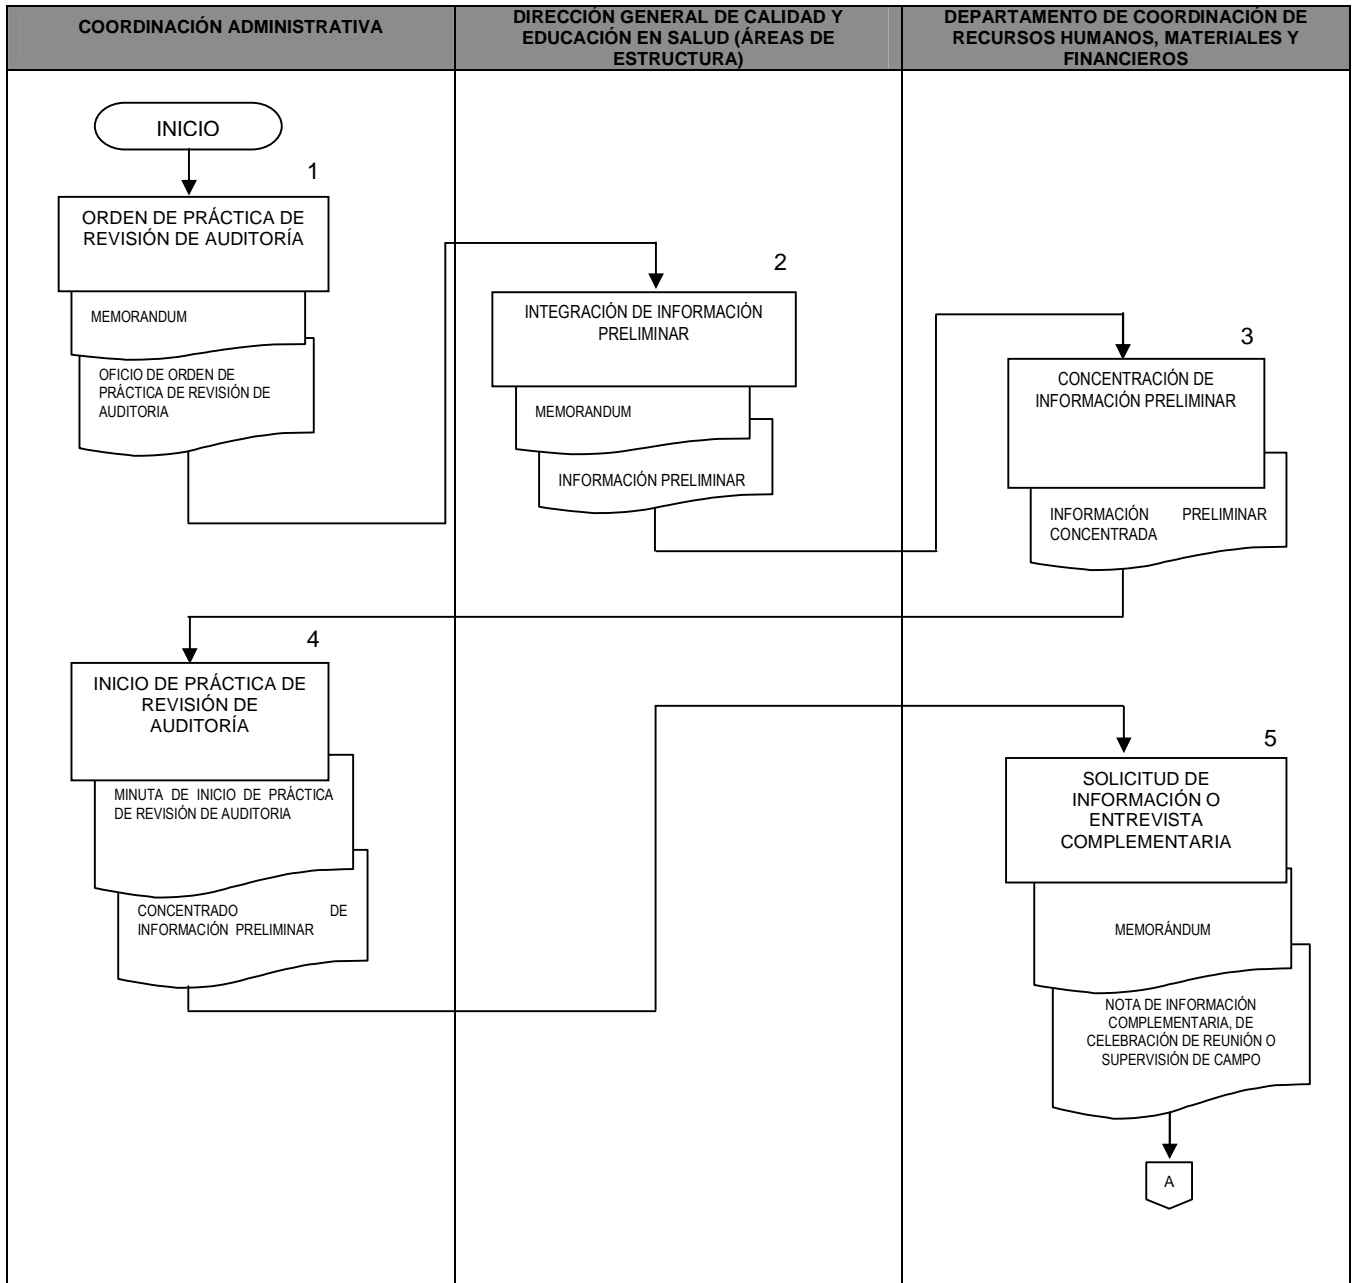 COORDINACIÓN ADMINISTRATIVA
DIRECCIÓN GENERAL DE CALIDAD Y
EDUCACIÓN EN SALUD (ÁREAS DE
ESTRUCTURA)
DEPARTAMENTO DE COORDINACIÓN DE
RECURSOS HUMANOS, MATERIALES Y
FINANCIEROS
INICIO
1
ORDEN DE PRÁCTICA DE
REVISIÓN DE AUDITORÍA
MEMORANDUM
OFICIO DE ORDEN DE
PRÁCTICA DE REVISIÓN DE
AUDITORIA
2
INTEGRACIÓN DE INFORMACIÓN
PRELIMINAR
MEMORANDUM
INFORMACIÓN PRELIMINAR
3
CONCENTRACIÓN DE
INFORMACIÓN PRELIMINAR
INFORMACIÓN PRELIMINAR
CONCENTRADA
4
INICIO DE PRÁCTICA DE
REVISIÓN DE
AUDITORÍA
MINUTA DE INICIO DE PRÁCTICA
DE REVISIÓN DE AUDITORIA
CONCENTRADO DE
INFORMACIÓN PRELIMINAR
5
SOLICITUD DE
INFORMACIÓN O
ENTREVISTA
COMPLEMENTARIA
MEMORÁNDUM
NOTA DE INFORMACIÓN
COMPLEMENTARIA, DE
CELEBRACIÓN DE REUNIÓN O
SUPERVISIÓN DE CAMPO
A